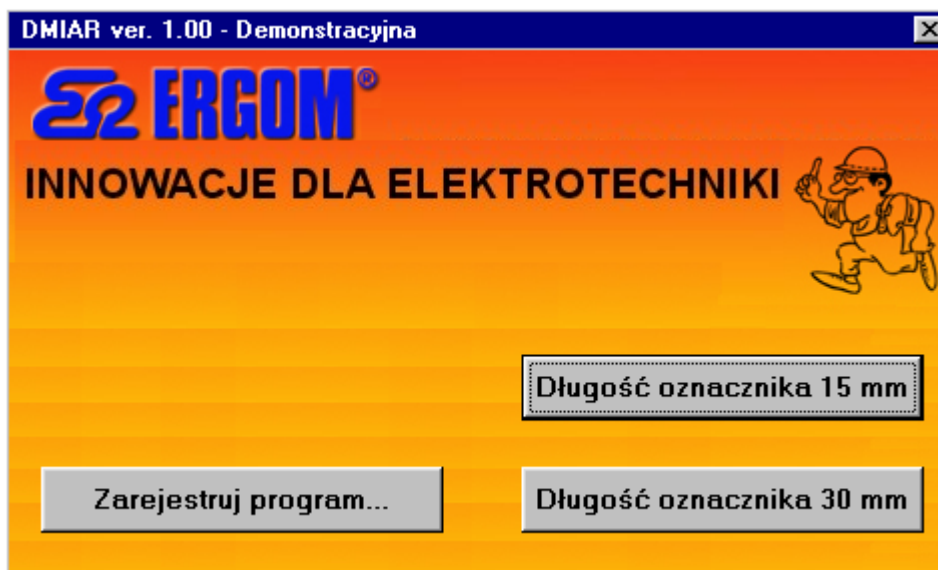 DMIAR ver. 1.00 - Demonstracyjna
ERGOM®
INNOWACJE DLA ELEKTROTECHNIKI
Długość oznacznika 15 mm
Zarejestruj program...
Długość oznacznika 30 mm